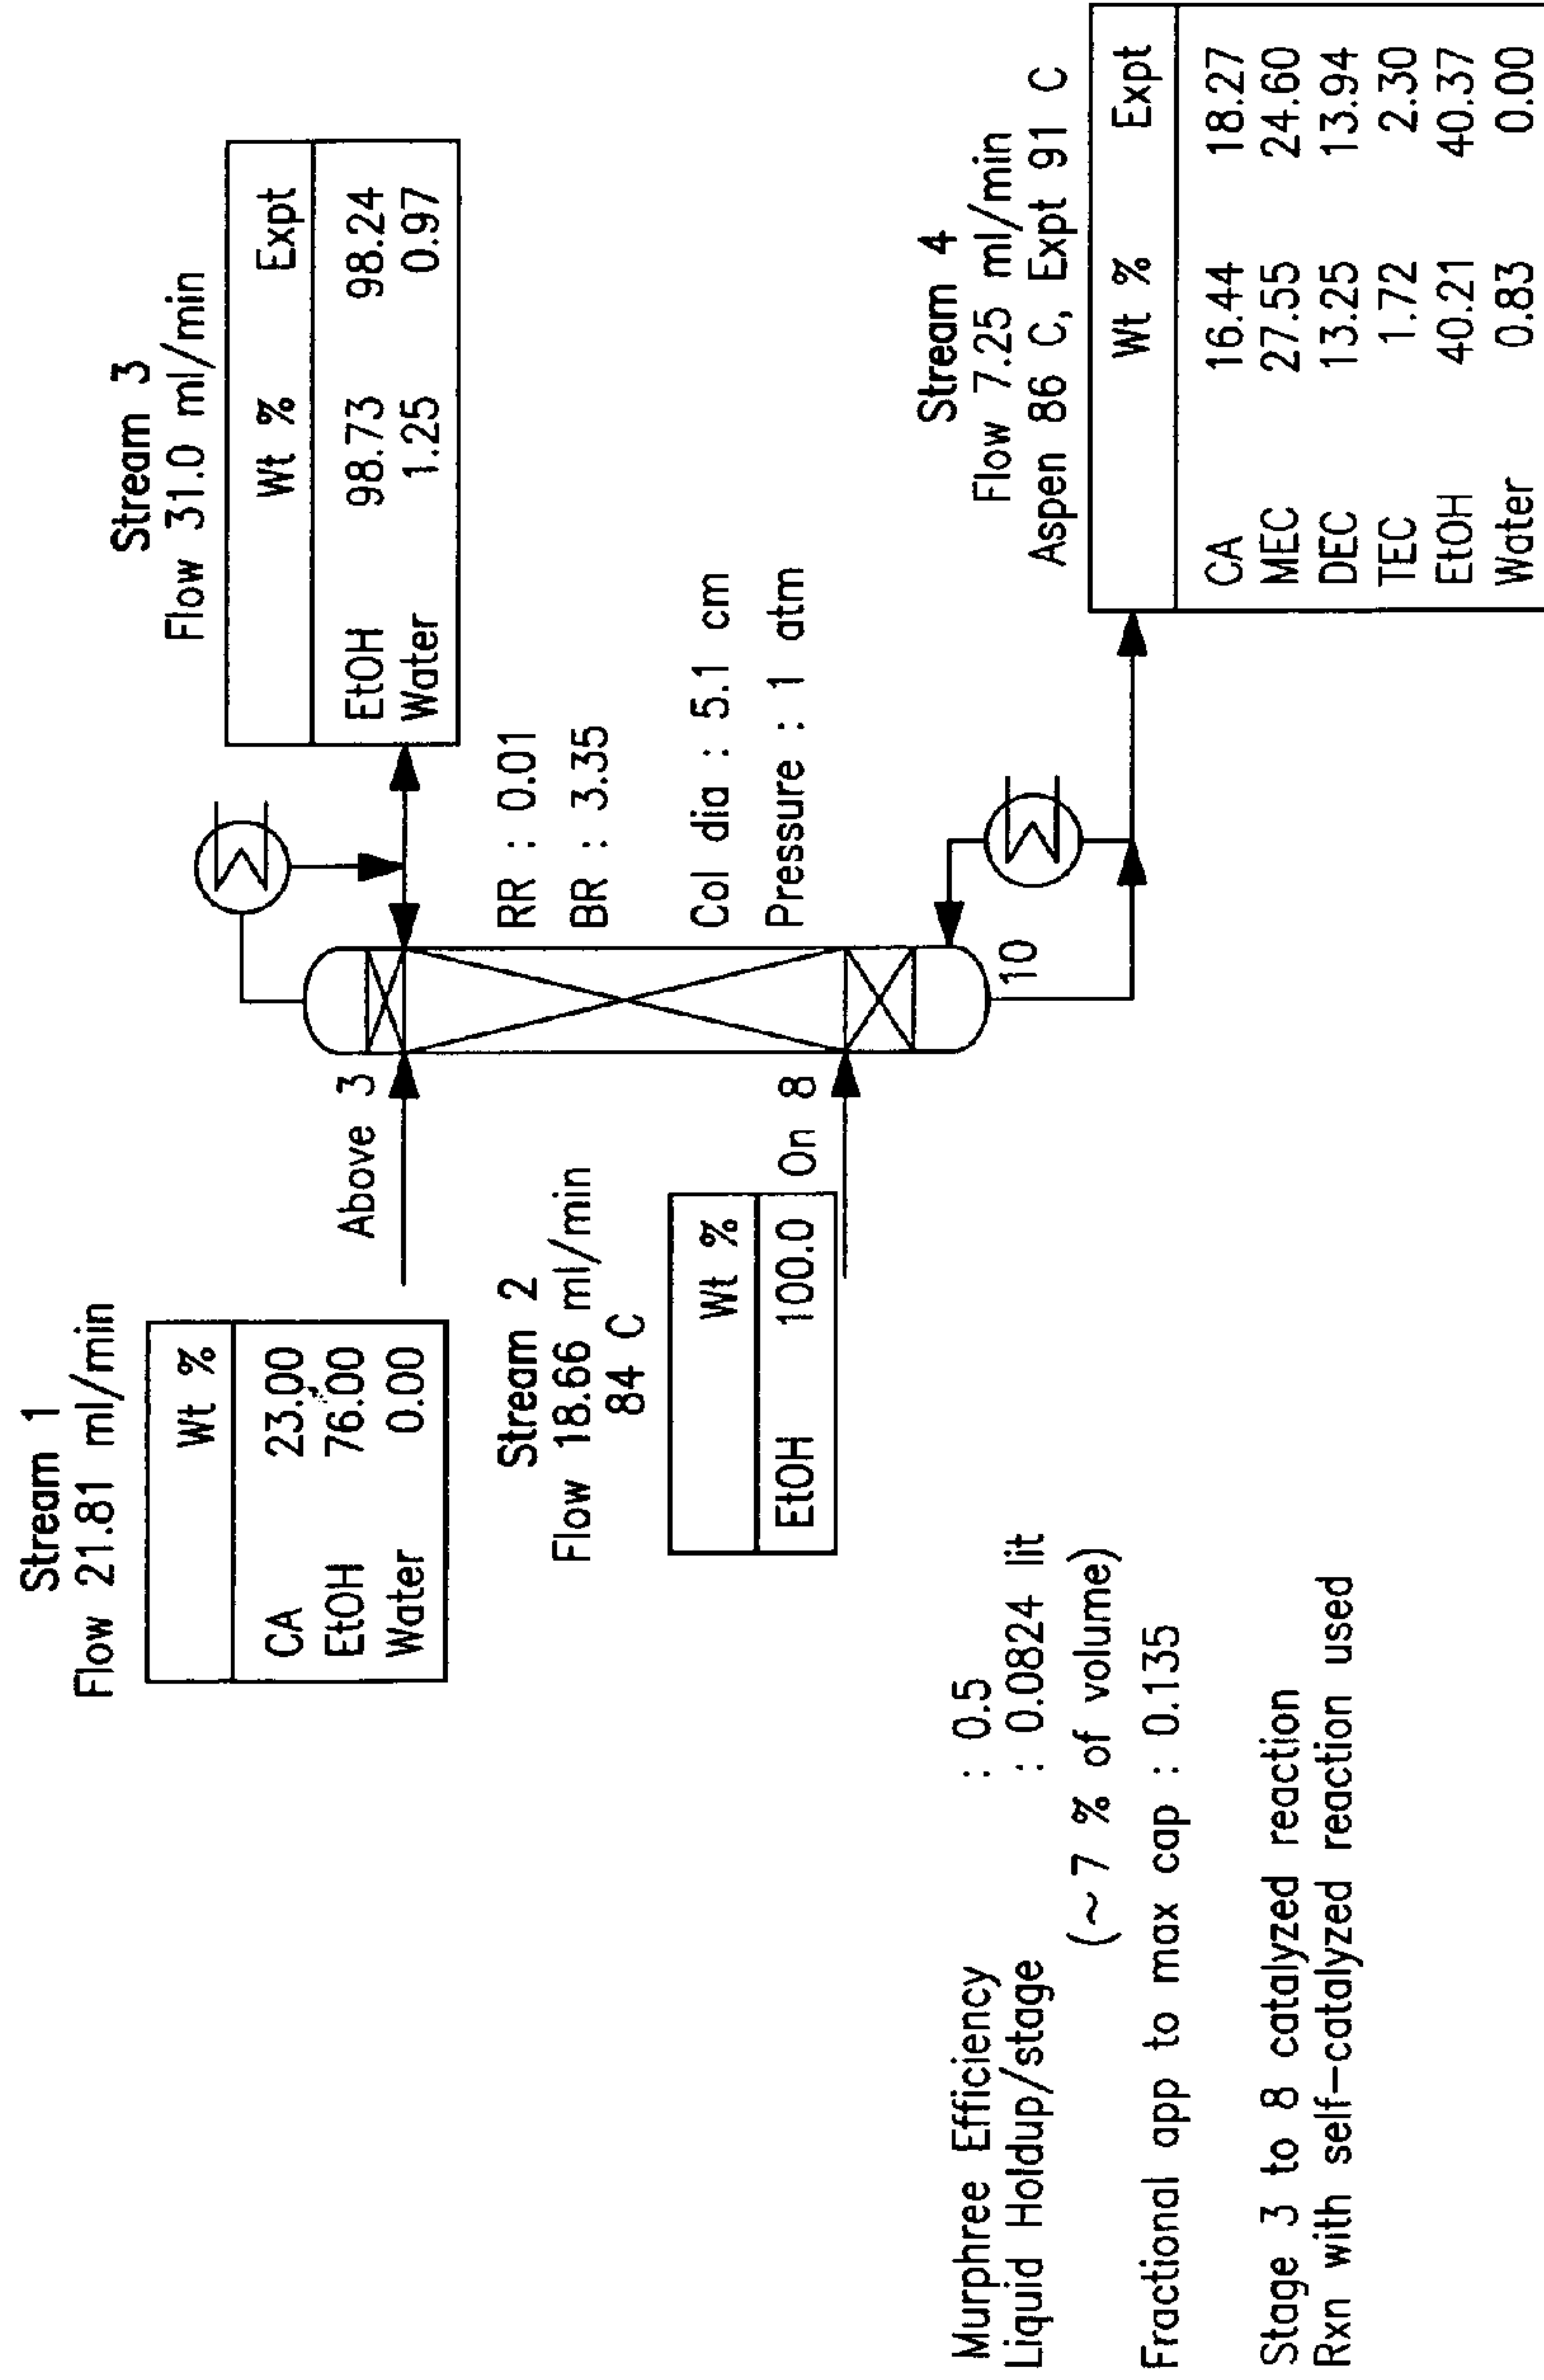 Stream 1
Flow 21.81 ml/min
Wt %
CA 23.00
EtOH 76.00
Water 0.00
Above 3
Stream 2
Flow 18.66 ml/min
84 C
Wt %
EtOH 100.0
On 8
10
RR : 0.01
BR : 3.35
Col dia : 5.1 cm
Pressure : 1 atm
Stream 3
Flow 31.0 ml/min
Wt % Expt
EtOH 98.73 98.24
Water 1.25 0.97
Stream 4
Flow 7.25 ml/min
Aspen 86 C, Expt 91 C
Wt % Expt
CA 16.44 18.27
MEC 27.55 24.60
DEC 13.25 13.94
TEC 1.72 2.30
EtOH 40.21 40.37
Water 0.83 0.00
Murphree Efficiency : 0.5
Liquid Holdup/stage : 0.0824 lit
(~ 7 % of volume)
Fractional app to max cap : 0.135
Stage 3 to 8 catalyzed reaction
Rxn with self-catalyzed reaction used